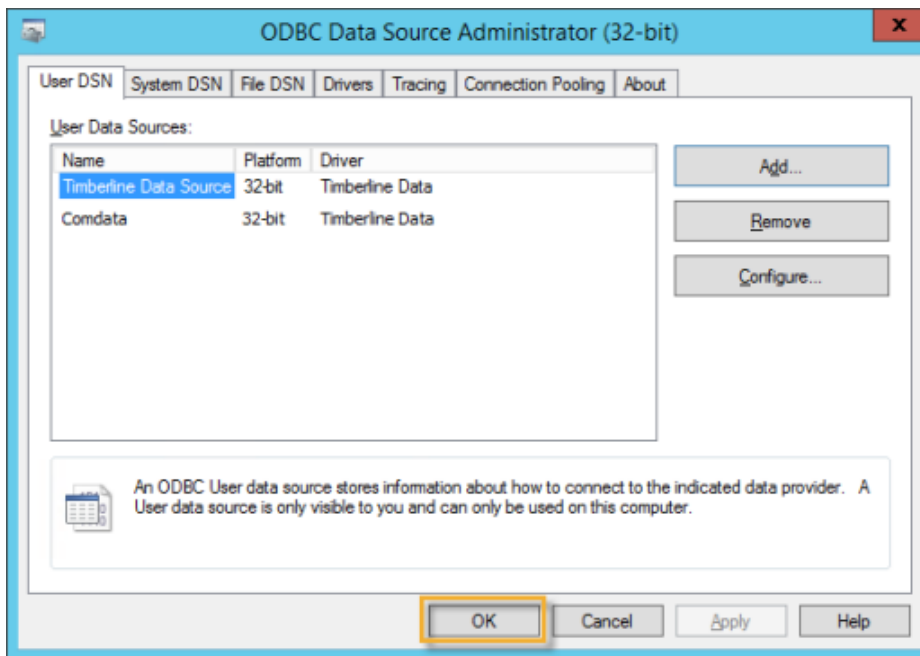 ODBC Data Source Administrator (32-bit)
x
User DSN System DSN File DSN Drivers Tracing Connection Pooling About
User Data Sources:
Name Platform Driver
Timberline Data Source 32-bit Timberline Data
Comdata 32-bit Timberline Data
Add...
Remove
Configure...
An ODBC User data source stores information about how to connect to the indicated data provider. A
User data source is only visible to you and can only be used on this computer.
OK Cancel Apply Help